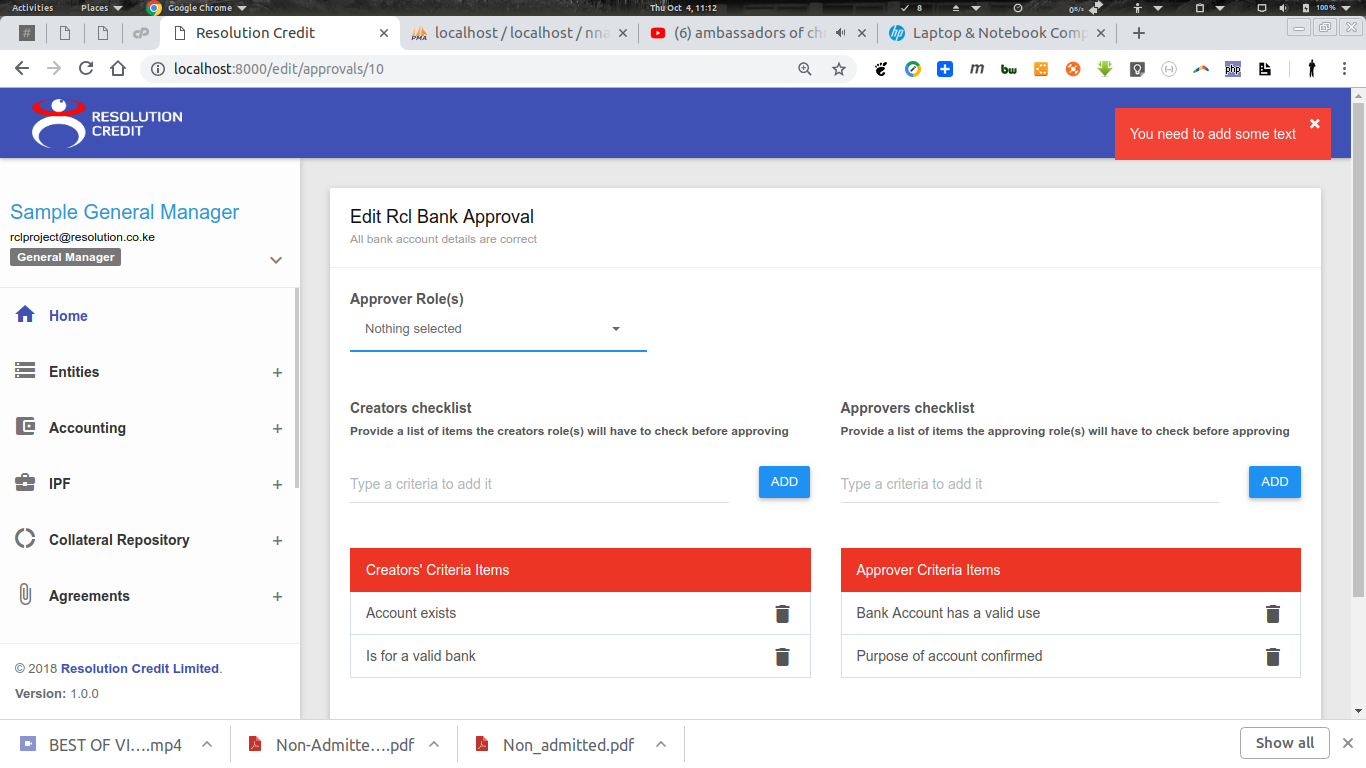 Activities Places Google Chrome Thu Oct 4, 11:12 8 100%
Resolution Credit localhost / localhost / nna (6) ambassadors of chr Laptop & Notebook Comp
localhost:8000/edit/approvals/10
RESOLUTION
CREDIT
You need to add some text
Sample General Manager
rclproject@resolution.co.ke
General Manager
Home
Entities
Accounting
IPF
Collateral Repository
Agreements
© 2018 Resolution Credit Limited.
Version: 1.0.0
Edit Rcl Bank Approval
All bank account details are correct
Approver Role(s)
Nothing selected
Creators checklist
Provide a list of items the creators role(s) will have to check before approving
Type a criteria to add it ADD
Creators' Criteria Items
Account exists
Is for a valid bank
Approvers checklist
Provide a list of items the approving role(s) will have to check before approving
Type a criteria to add it ADD
Approver Criteria Items
Bank Account has a valid use
Purpose of account confirmed
BEST OF VI....mp4 Non-Admitte....pdf Non_admitted.pdf Show all